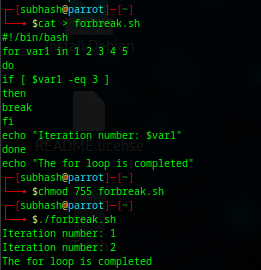 ┌─[subhash@parrot]─[~]
└──╼ $cat > forbreak.sh
#!/bin/bash
for var1 in 1 2 3 4 5
do
if [ $var1 -eq 3 ]
then
break
fi
echo "Iteration number: $var1"
done
echo "The for loop is completed"
┌─[subhash@parrot]─[~]
└──╼ $chmod 755 forbreak.sh
┌─[subhash@parrot]─[~]
└──╼ $./forbreak.sh
Iteration number: 1
Iteration number: 2
The for loop is completed
README.license